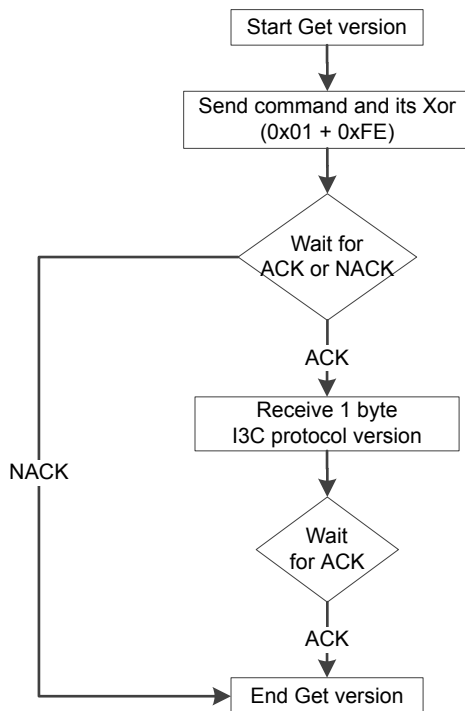 Start Get version
Send command and its Xor
(0x01 + 0xFE)
Wait for
ACK or NACK
ACK
Receive 1 byte
I3C protocol version
NACK
Wait
for ACK
ACK
End Get version